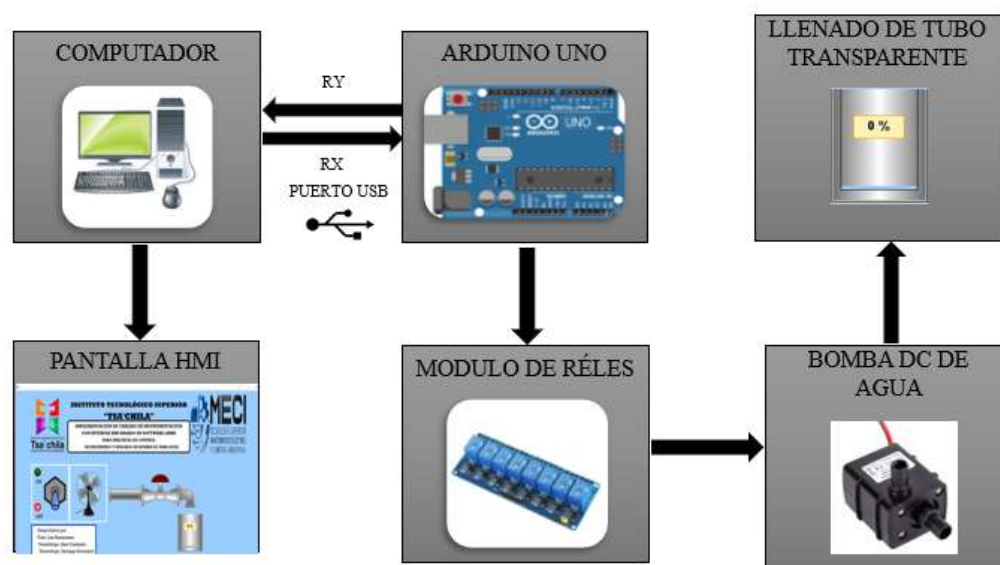 COMPUTADOR
RY
RX
PUERTO USB
ARDUINO UNO
UNO
LLENADO DE TUBO
TRANSPARENTE
0 %
PANTALLA HMI
INSTITUTO TECNOLÓGICO SUPERIOR
"TSA´CHILA"
Tsa´chila
MECI
MODULO DE RÉLES
BOMBA DC DE
AGUA